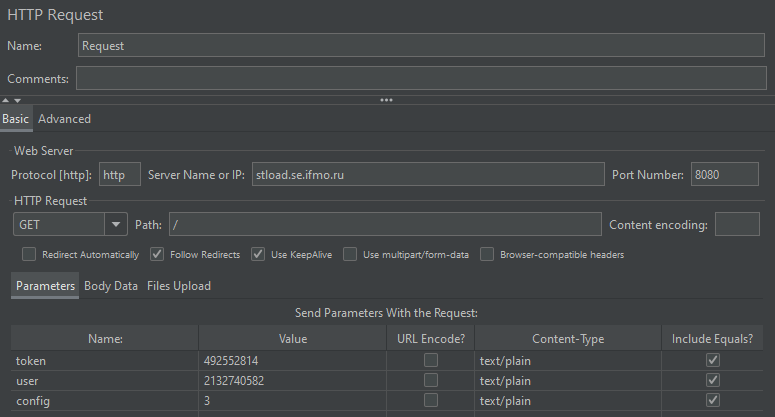 HTTP Request
Name: Request
Comments:
Basic Advanced
Web Server
Protocol [http]: http Server Name or IP: stload.se.ifmo.ru Port Number: 8080
HTTP Request
GET Path: / Content encoding:
Redirect Automatically Follow Redirects Use KeepAlive Use multipart/form-data Browser-compatible headers
Parameters Body Data Files Upload
Send Parameters With the Request:
Name: Value URL Encode? Content-Type Include Equals?
token 492552814 text/plain
user 2132740582 text/plain
config 3 text/plain